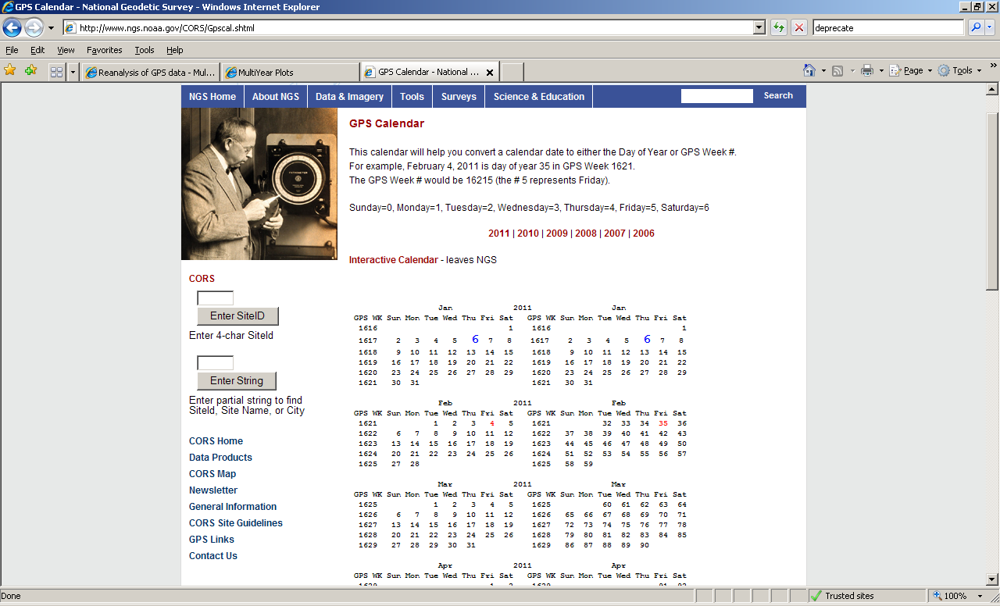 GPS Calendar - National Geodetic Survey - Windows Internet Explorer
http://www.ngs.noaa.gov/CORS/Gpscal.shtml
deprecate
File Edit View Favorites Tools Help
Reanalysis of GPS data - Mul... MultiYear Plots GPS Calendar - National ... Page Tools
NGS Home About NGS Data & Imagery Tools Surveys Science & Education Search
GPS Calendar
This calendar will help you convert a calendar date to either the Day of Year or GPS Week #.
For example, February 4, 2011 is day of year 35 in GPS Week 1621.
The GPS Week # would be 16215 (the # 5 represents Friday).
Sunday=0, Monday=1, Tuesday=2, Wednesday=3, Thursday=4, Friday=5, Saturday=6
2011 | 2010 | 2009 | 2008 | 2007 | 2006
Interactive Calendar - leaves NGS
CORS
Enter SiteID
Enter 4-char SiteId
Enter String
Enter partial string to find
SiteId, Site Name, or City
CORS Home
Data Products
CORS Map
Newsletter
General Information
CORS Site Guidelines
GPS Links
Contact Us
Jan 2011 Jan
GPS WK Sun Mon Tue Wed Thu Fri Sat GPS WK Sun Mon Tue Wed Thu Fri Sat
1616 1 1616 1
1617 2 3 4 5 6 7 8 1617 2 3 4 5 6 7 8
1618 9 10 11 12 13 14 15 1618 9 10 11 12 13 14 15
1619 16 17 18 19 20 21 22 1619 16 17 18 19 20 21 22
1620 23 24 25 26 27 28 29 1620 23 24 25 26 27 28 29
1621 30 31 1621 30 31
Feb 2011 Feb
GPS WK Sun Mon Tue Wed Thu Fri Sat GPS WK Sun Mon Tue Wed Thu Fri Sat
1621 1 2 3 4 5 1621 32 33 34 35 36
1622 6 7 8 9 10 11 12 1622 37 38 39 40 41 42 43
1623 13 14 15 16 17 18 19 1623 44 45 46 47 48 49 50
1624 20 21 22 23 24 25 26 1624 51 52 53 54 55 56 57
1625 27 28 1625 58 59
Mar 2011 Mar
GPS WK Sun Mon Tue Wed Thu Fri Sat GPS WK Sun Mon Tue Wed Thu Fri Sat
1625 1 2 3 4 5 1625 60 61 62 63 64
1626 6 7 8 9 10 11 12 1626 65 66 67 68 69 70 71
1627 13 14 15 16 17 18 19 1627 72 73 74 75 76 77 78
1628 20 21 22 23 24 25 26 1628 79 80 81 82 83 84 85
1629 27 28 29 30 31 1629 86 87 88 89 90
Apr 2011 Apr
GPS WK Sun Mon Tue Wed Thu Fri Sat GPS WK Sun Mon Tue Wed Thu Fri Sat
Done Trusted sites 100%